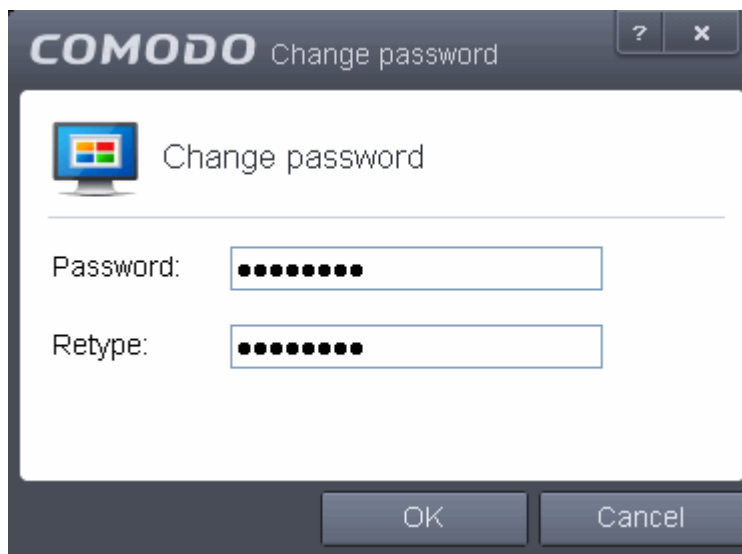 COMODO Change password ? ×
Change password
Password: ●●●●●●●●
Retype: ●●●●●●●●
OK Cancel